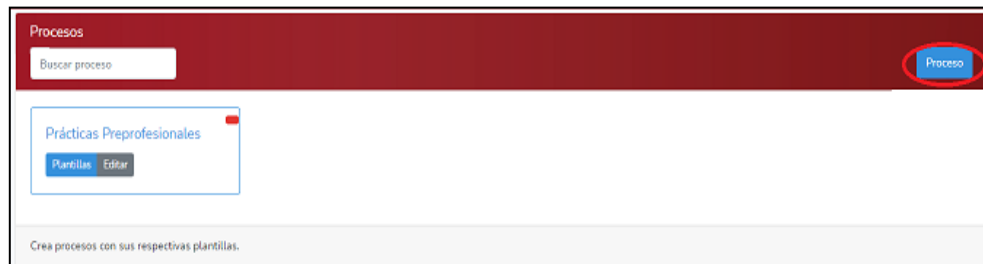 Procesos
Buscar proceso
Proceso
Prácticas Preprofesionales
Plantillas Editar
Crea procesos con sus respectivas plantillas.